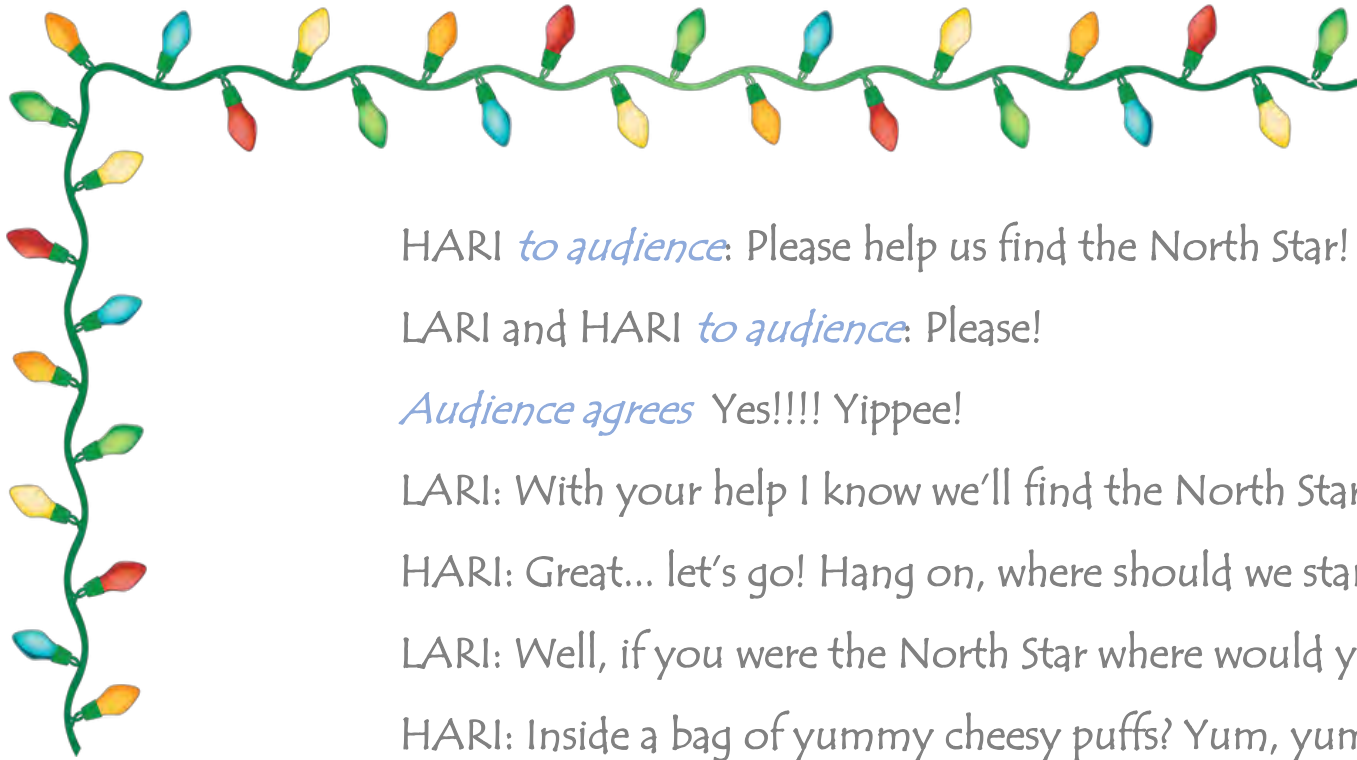 HARI to audience: Please help us find the North Star!
LARI and HARI to audience: Please!
Audience agrees Yes!!!! Yippee!
LARI: With your help I know we'll find the North Star
HARI: Great... let's go! Hang on, where should we star
LARI: Well, if you were the North Star where would y
HARI: Inside a bag of yummy cheesy puffs? Yum, yum